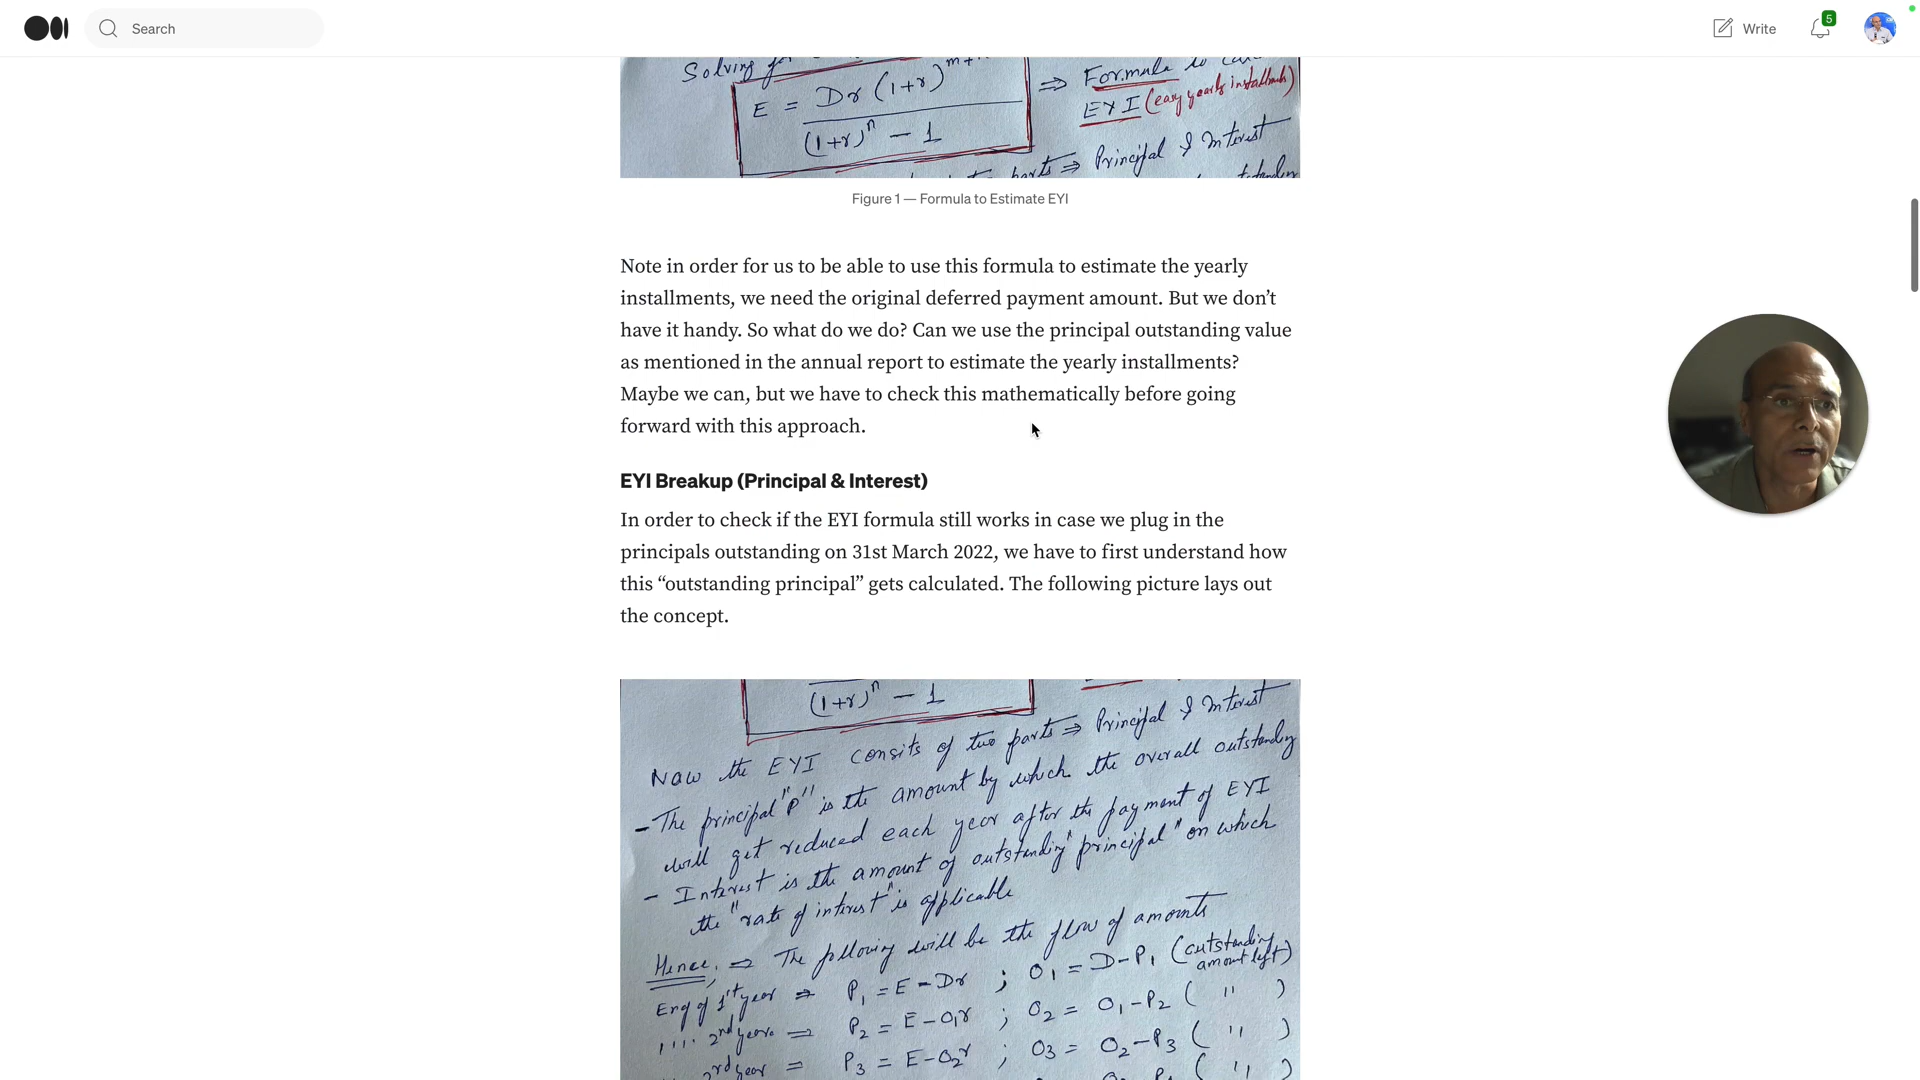 Search
Write
5
Solving
E = Dr (1+r)^m+
(1+r)^n - 1
⇒ Formula to
EYI (easy yearly installments)
parts ⇒ Principal & Interest
Figure 1 — Formula to Estimate EYI
Note in order for us to be able to use this formula to estimate the yearly
installments, we need the original deferred payment amount. But we don’t
have it handy. So what do we do? Can we use the principal outstanding value
as mentioned in the annual report to estimate the yearly installments?
Maybe we can, but we have to check this mathematically before going
forward with this approach.
EYI Breakup (Principal & Interest)
In order to check if the EYI formula still works in case we plug in the
principals outstanding on 31st March 2022, we have to first understand how
this “outstanding principal” gets calculated. The following picture lays out
the concept.
(1+r)^n - 1
Now the EYI consits of two parts ⇒ Principal & Interest
- The principal "P" is the amount by which the overall outstanding
will get reduced each year after the payment of EYI
- Interest is the amount of outstanding "principal" on which
the "rate of interest" is applicable
Hence, ⇒ The following will be the flow of amounts
End of 1st year ⇒ P1 = E - Dr ; O1 = D - P1 (outstanding amount left)
" " 2nd year ⇒ P2 = E - O1r ; O2 = O1 - P2 ( " )
3rd year ⇒ P3 = E - O2r ; O3 = O2 - P3 ( " )